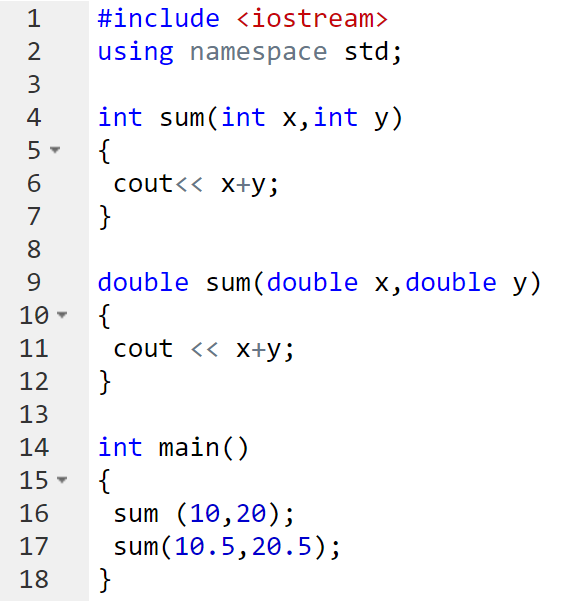 1 #include <iostream>
2 using namespace std;
3
4 int sum(int x,int y)
5 {
6  cout<< x+y;
7 }
8
9 double sum(double x,double y)
10 {
11  cout << x+y;
12 }
13
14 int main()
15 {
16  sum (10,20);
17  sum(10.5,20.5);
18 }